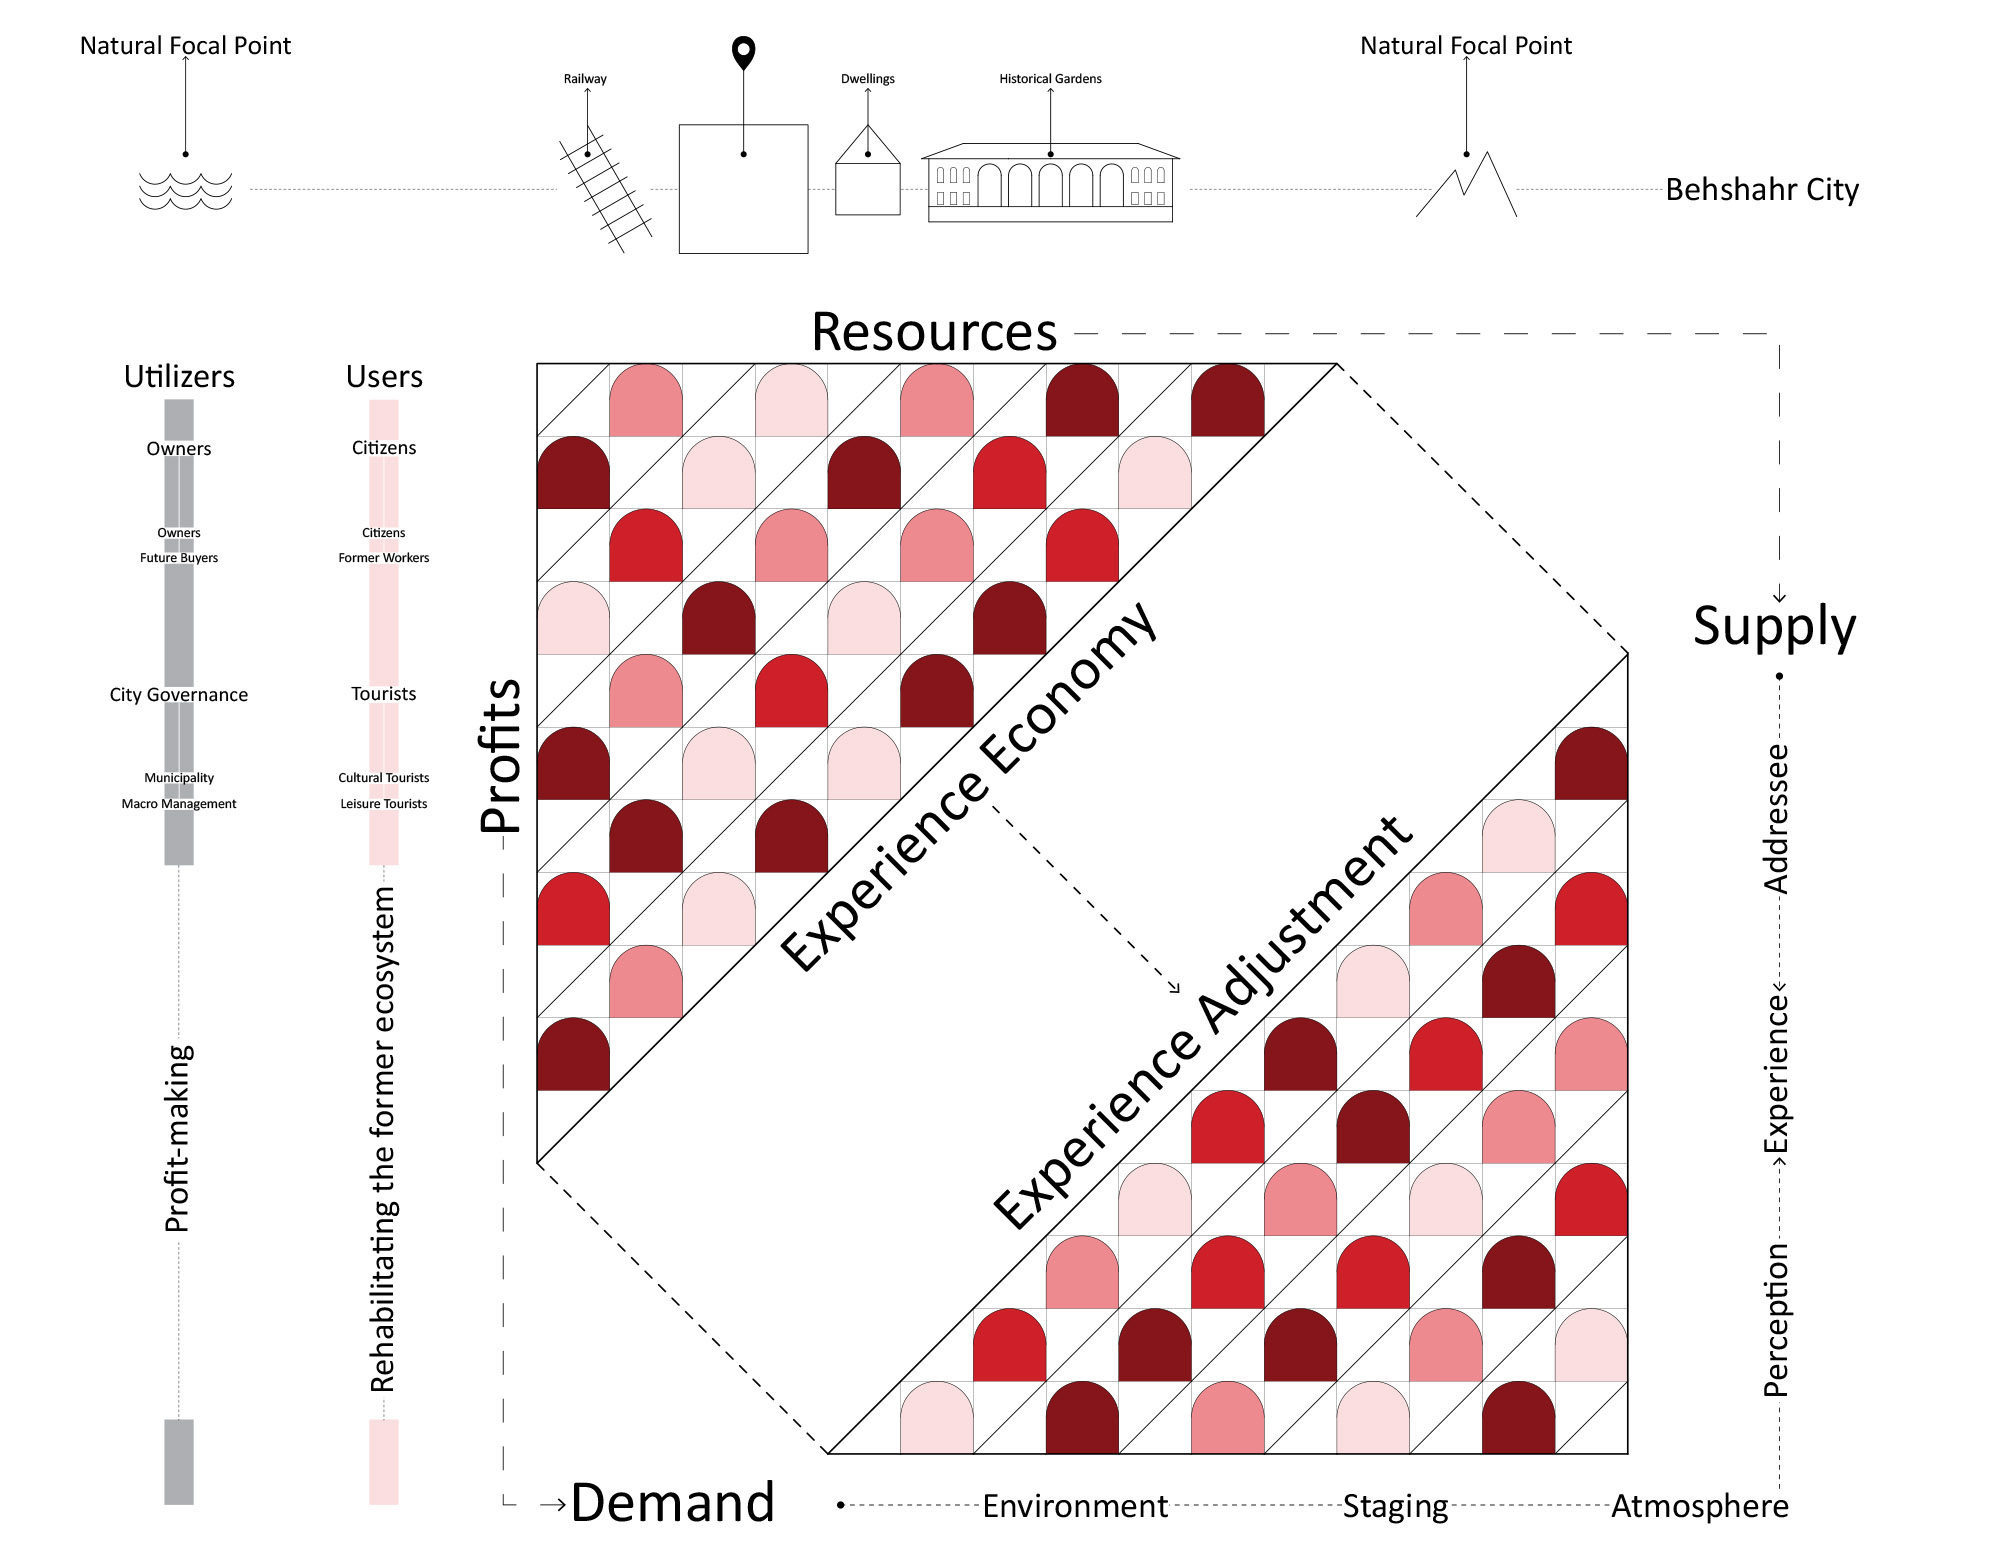 Natural Focal Point
Natural Focal Point
Railway
Dwellings
Historical Gardens
Behshahr City
Resources
Utilizers
Users
Owners
Citizens
Owners
Citizens
Future Buyers
Former Workers
City Governance
Tourists
Municipality
Cultural Tourists
Macro Management
Leisure Tourists
Profit-making
Rehabilitating the former ecosystem
Profits
Experience Economy
Experience Adjustment
Supply
Addressee
Experience
Perception
Demand
Environment
Staging
Atmosphere